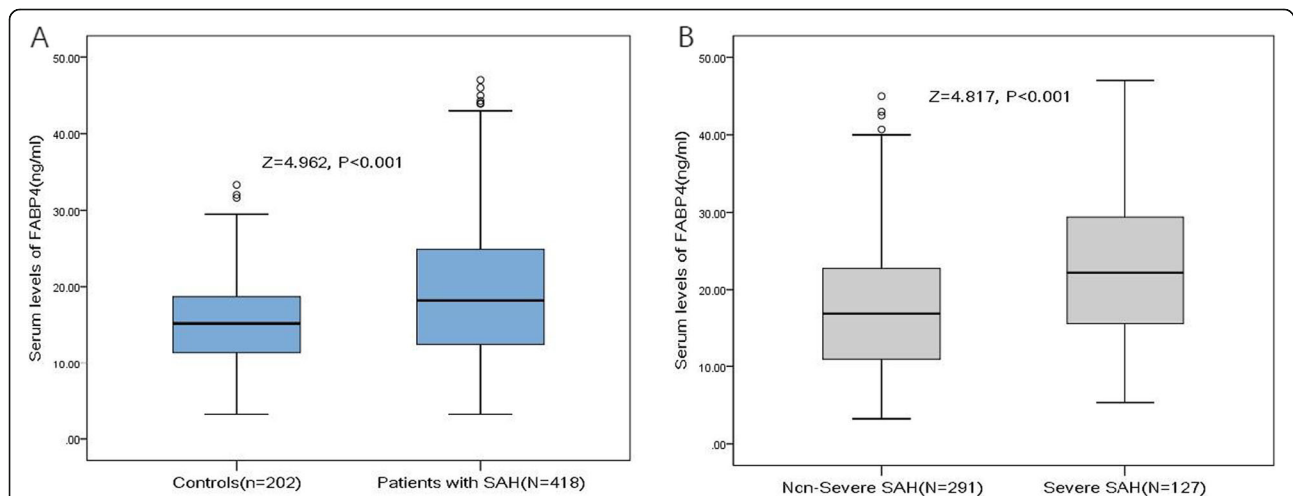 A
Serum levels of FABP4(ng/ml)
50.00
40.00
30.00
20.00
10.00
.00
Z=4.962, P<0.001
Controls(n=202)
Patients with SAH(N=418)
B
Serum levels of FABP4(ng/ml)
50.00
40.00
30.00
20.00
10.00
.00
Z=4.817, P<0.001
Ncn-Severe SAH(N=291)
Severe SAH(N=127)